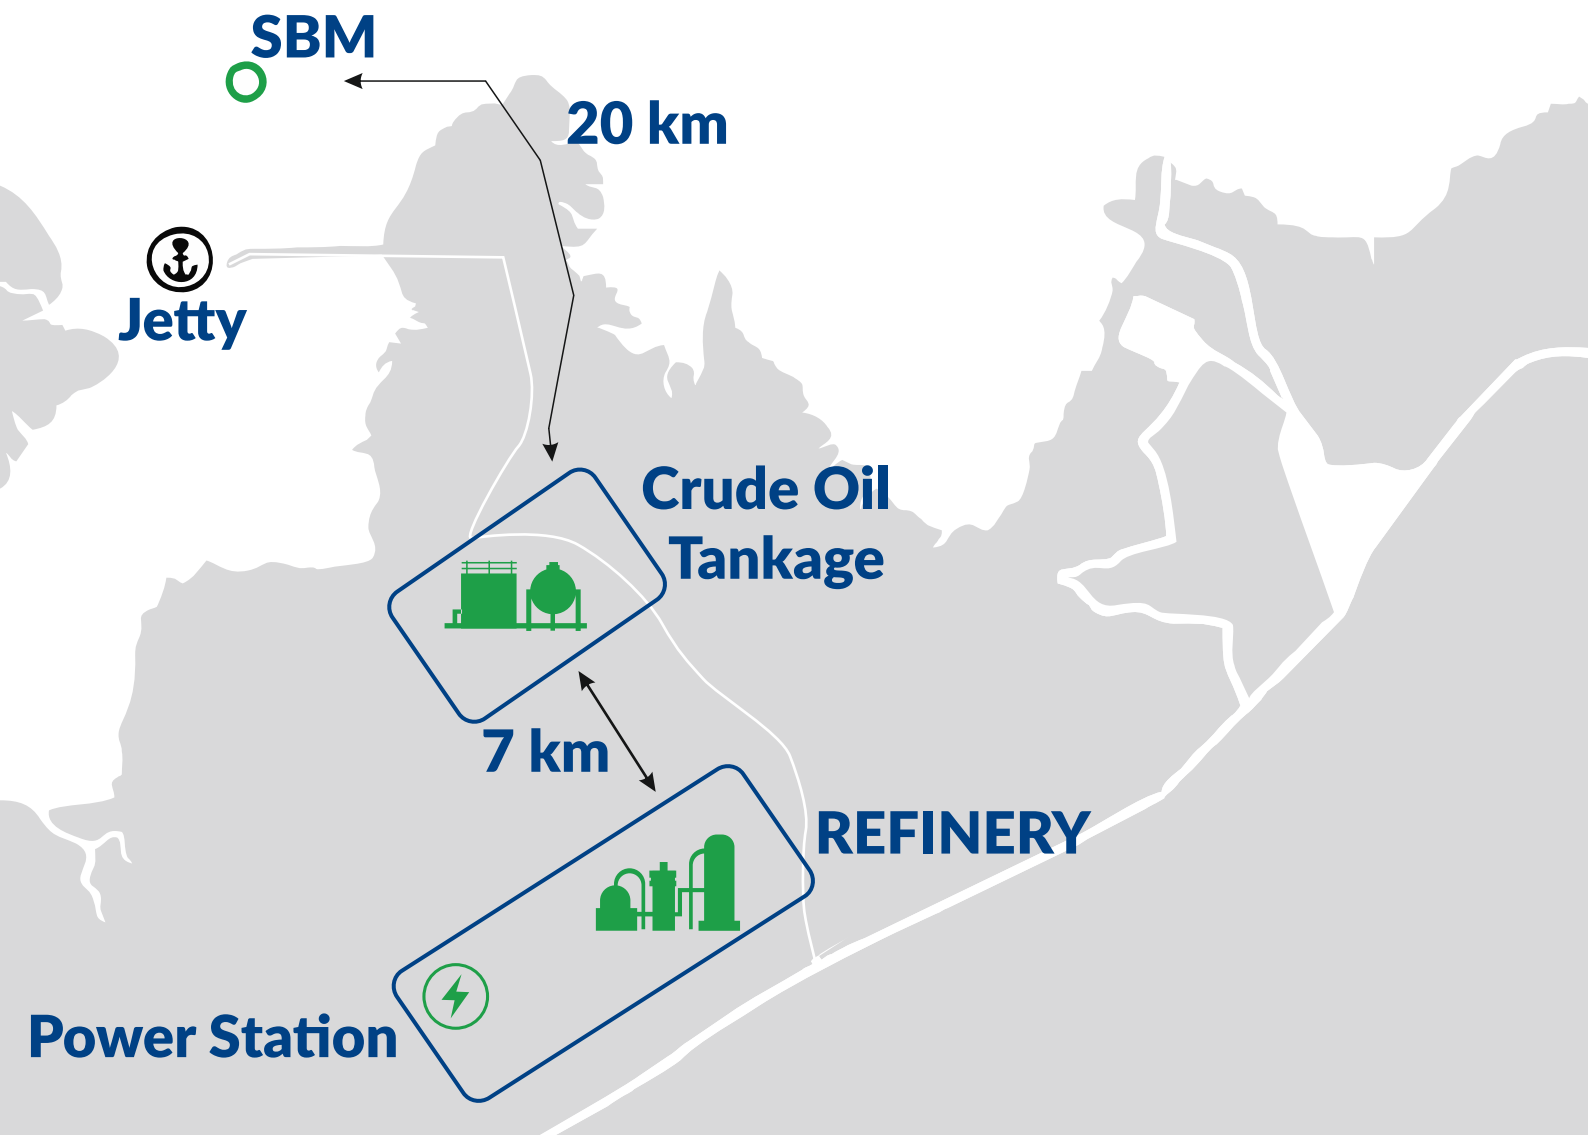 SBM
20 km
Jetty
Crude Oil
Tankage
7 km
REFINERY
Power Station